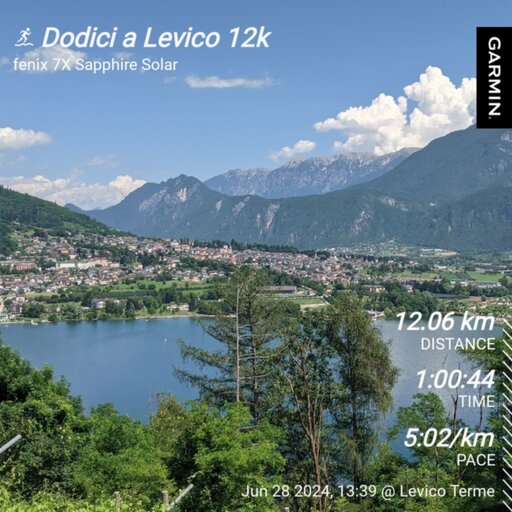 Dodici a Levico 12k
fenix 7X Sapphire Solar
GARMIN
12.06 km
DISTANCE
1:00:44
TIME
5:02/km
PACE
Jun 28 2024, 13:39 @ Levico Terme